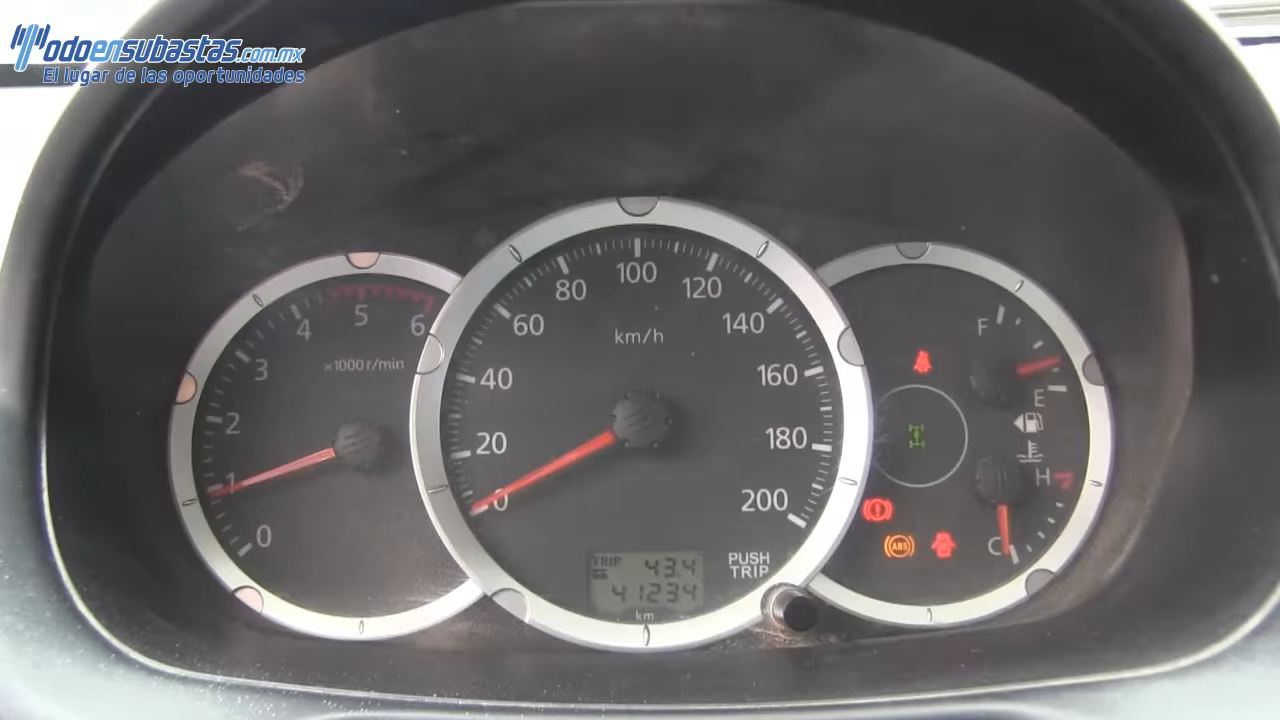 Todoensubastas.com.mx
El lugar de las oportunidades
0
1
2
3
4
5
6
×1000 r/min
0
20
40
60
80
100
120
140
160
180
200
km/h
TRIP
43.4
41234
km
PUSH
TRIP
F
E
H
C
ABS